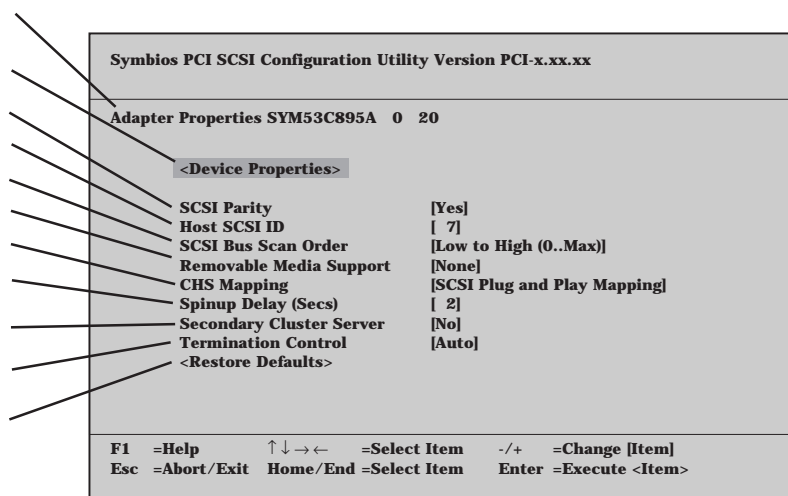 Symbios PCI SCSI Configuration Utility Version PCI-x.xx.xx
Adapter Properties SYM53C895A 0 20
<Device Properties>
SCSI Parity [Yes]
Host SCSI ID [ 7]
SCSI Bus Scan Order [Low to High (0..Max)]
Removable Media Support [None]
CHS Mapping [SCSI Plug and Play Mapping]
Spinup Delay (Secs) [ 2]
Secondary Cluster Server [No]
Termination Control [Auto]
<Restore Defaults>
F1 =Help ↑↓→← =Select Item -/+ =Change [Item]
Esc =Abort/Exit Home/End =Select Item Enter =Execute <Item>